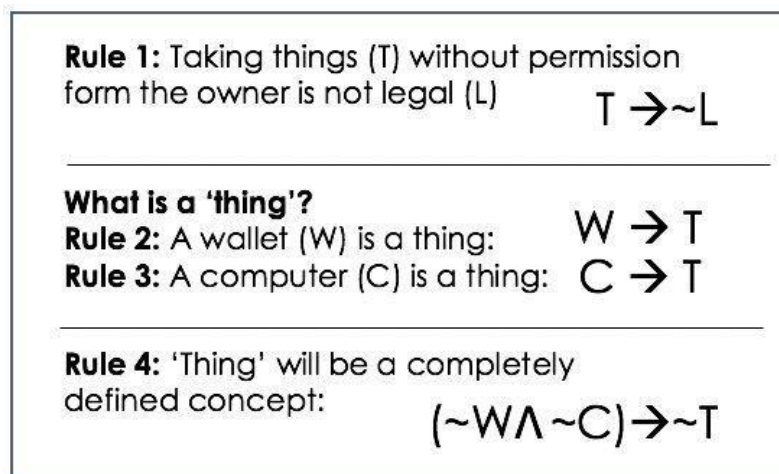 Rule 1: Taking things (T) without permission
form the owner is not legal (L)
T → ~L
What is a ‘thing’?
Rule 2: A wallet (W) is a thing: W → T
Rule 3: A computer (C) is a thing: C → T
Rule 4: ‘Thing’ will be a completely
defined concept:
(~W∧ ~C)→~T